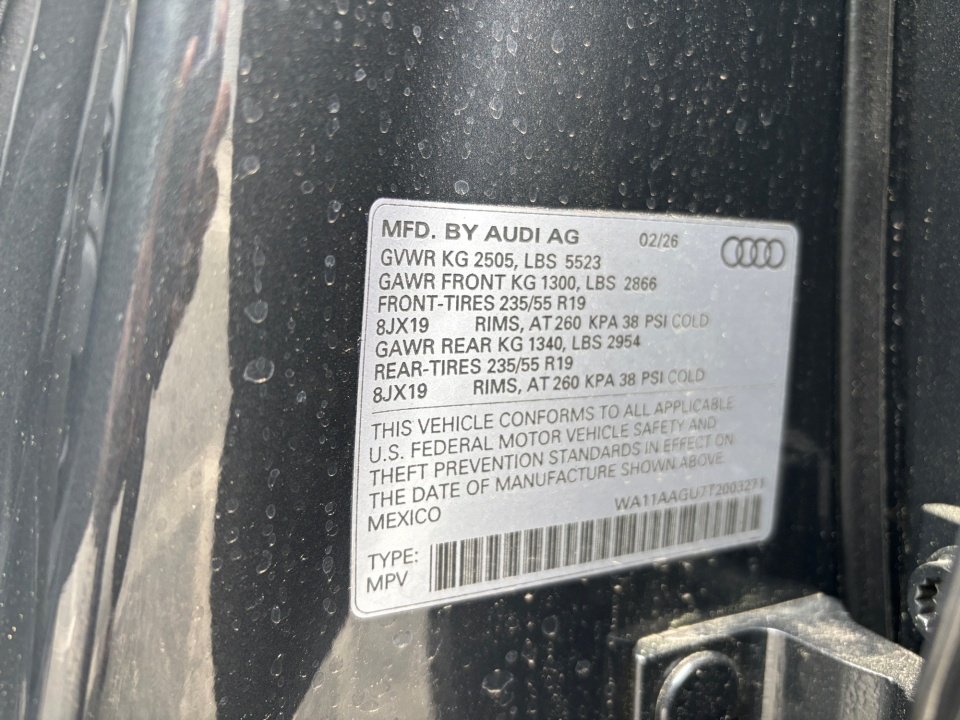 MFD. BY AUDI AG 02/26
GVWR KG 2505, LBS 5523
GAWR FRONT KG 1300, LBS 2866
FRONT-TIRES 235/55 R19
8JX19 RIMS, AT 260 KPA 38 PSI COLD
GAWR REAR KG 1340, LBS 2954
REAR-TIRES 235/55 R19
8JX19 RIMS, AT 260 KPA 38 PSI COLD
THIS VEHICLE CONFORMS TO ALL APPLICABLE
U.S. FEDERAL MOTOR VEHICLE SAFETY AND
THEFT PREVENTION STANDARDS IN EFFECT ON
THE DATE OF MANUFACTURE SHOWN ABOVE.
MEXICO WA11AAGU7T2003271
TYPE:
MPV